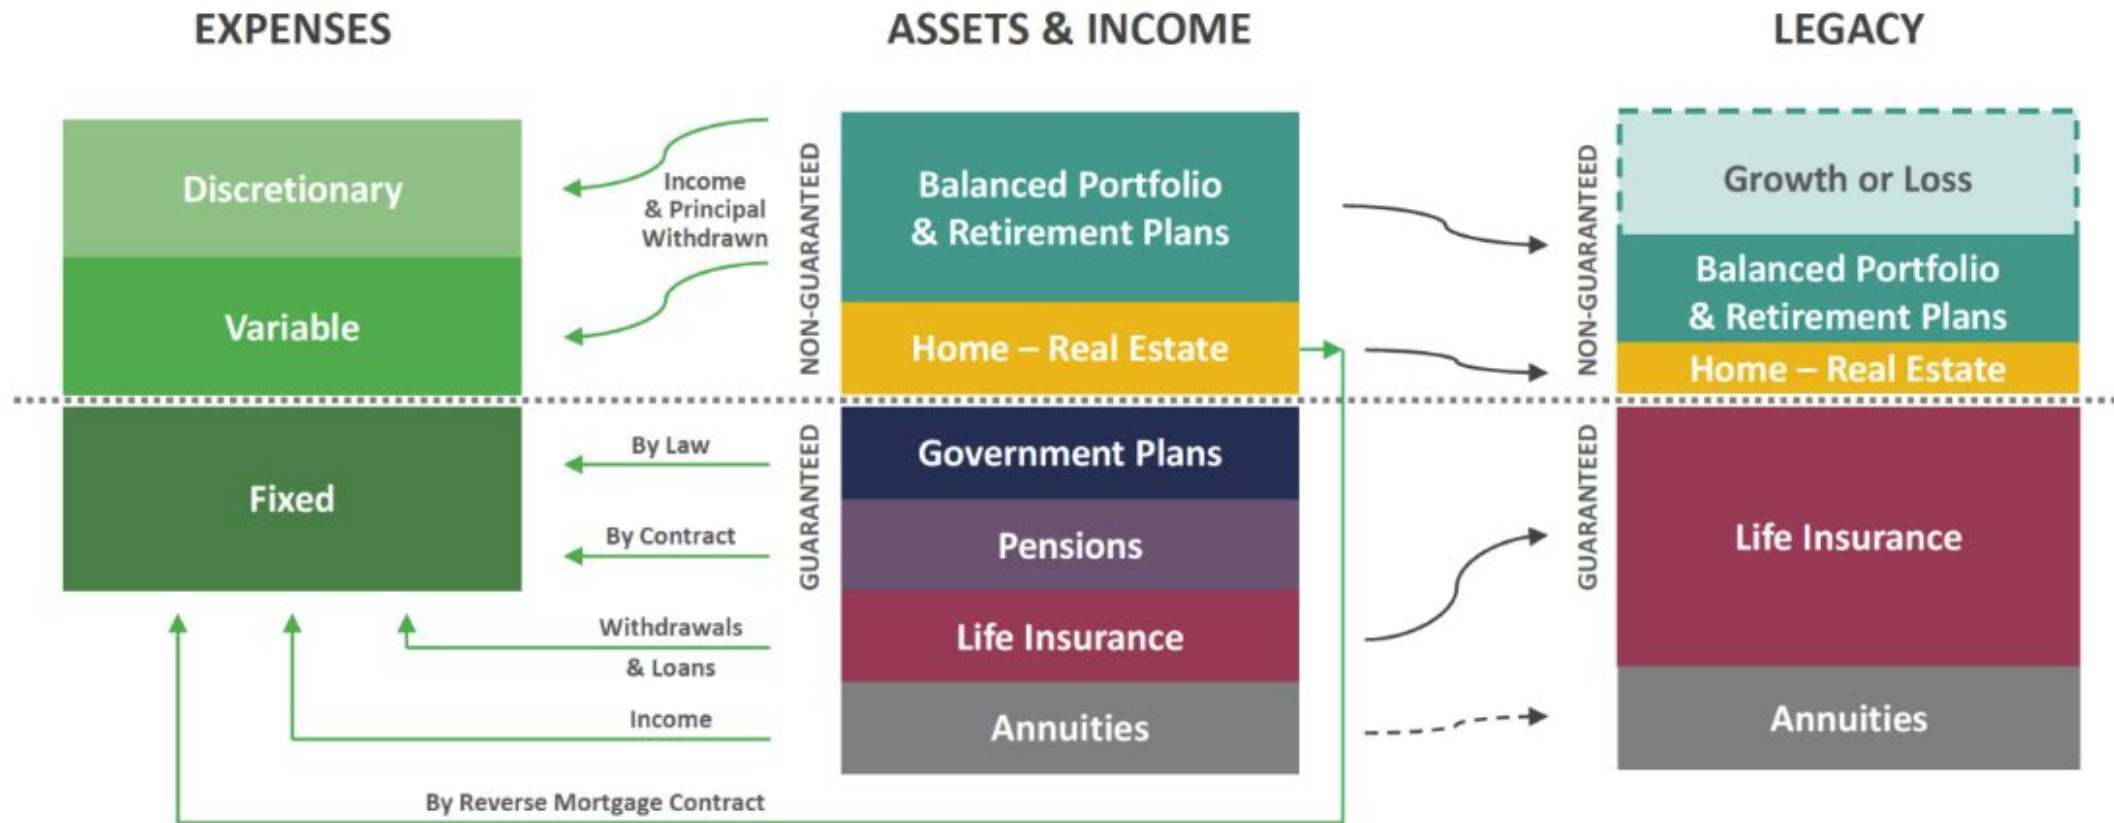 EXPENSES
ASSETS & INCOME
LEGACY
Discretionary
Variable
Fixed
Income
& Principal
Withdrawn
By Law
By Contract
Withdrawals
& Loans
Income
By Reverse Mortgage Contract
NON-GUARANTEED
GUARANTEED
Balanced Portfolio
& Retirement Plans
Home – Real Estate
Government Plans
Pensions
Life Insurance
Annuities
NON-GUARANTEED
GUARANTEED
Growth or Loss
Balanced Portfolio
& Retirement Plans
Home – Real Estate
Life Insurance
Annuities